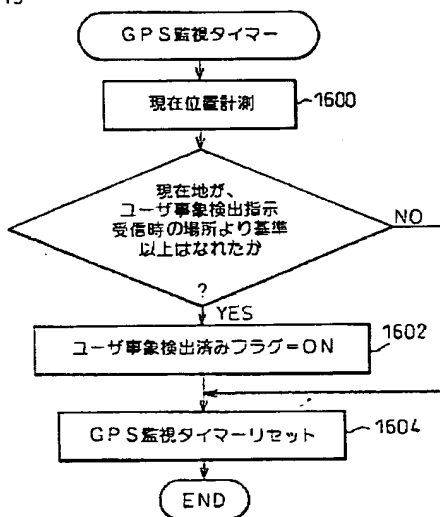 GPS監視タイマー
現在位置計測
1600
現在地が、
ユーザ事象検出指示
受信時の場所より基準
以上はなれたか
?
NO
YES
ユーザ事象検出済みフラグ=ON
1602
GPS監視タイマーリセット
1604
END